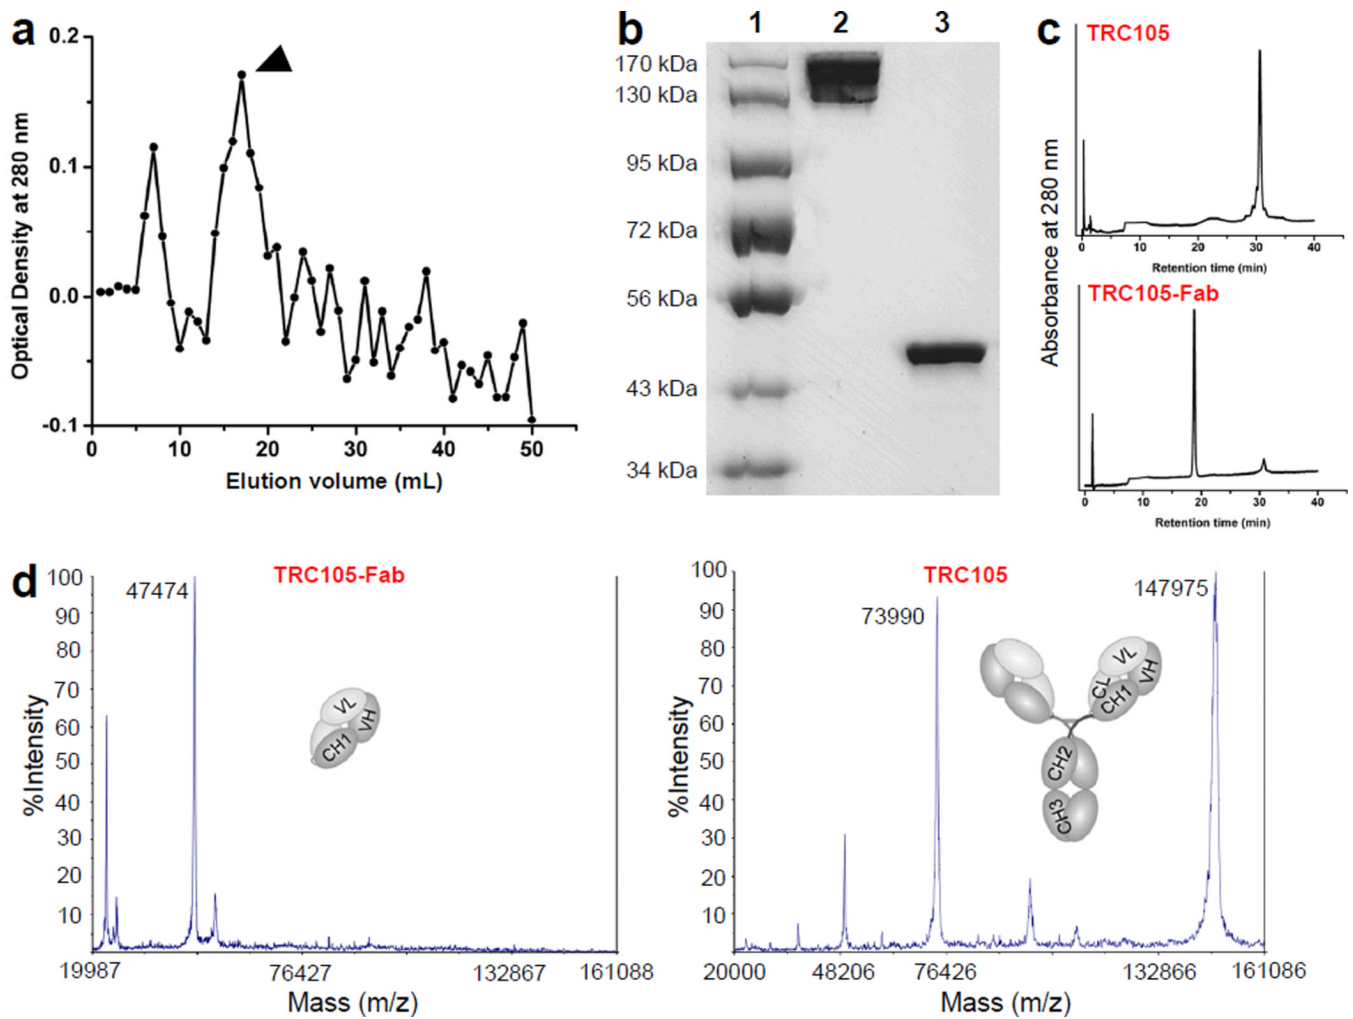 a
0.2
0.1
0.0
-0.1
0
10
20
30
40
50
Optical Density at 280 nm
Elution volume (mL)
b
1
2
3
170 kDa
130 kDa
95 kDa
72 kDa
56 kDa
43 kDa
34 kDa
c
TRC105
0
10
20
30
40
Retention time (min)
TRC105-Fab
0
10
20
30
40
Retention time (min)
Absorbance at 280 nm
d
TRC105-Fab
47474
100
90
80
70
60
50
40
30
20
10
%Intensity
VL
VH
CH1
19987
76427
132867
161088
Mass (m/z)
TRC105
73990
147975
100
90
80
70
60
50
40
30
20
10
%Intensity
VL
VH
CL
CH1
CH2
CH3
20000
48206
76426
132866
161086
Mass (m/z)